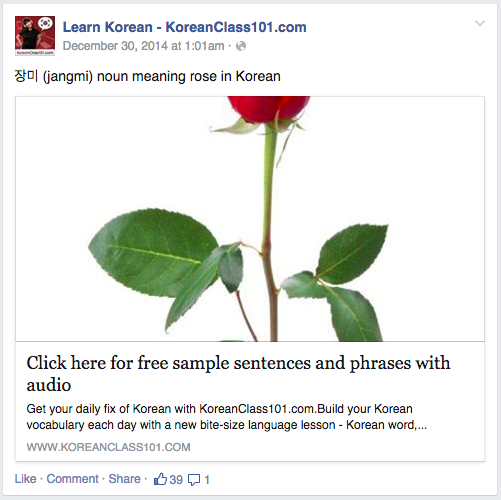 Learn Korean - KoreanClass101.com
December 30, 2014 at 1:01am ·
장미 (jangmi) noun meaning rose in Korean
Click here for free sample sentences and phrases with
audio
Get your daily fix of Korean with KoreanClass101.com.Build your Korean
vocabulary each day with a new bite-size language lesson - Korean word,...
WWW.KOREANCLASS101.COM
Like · Comment · Share · 39 1